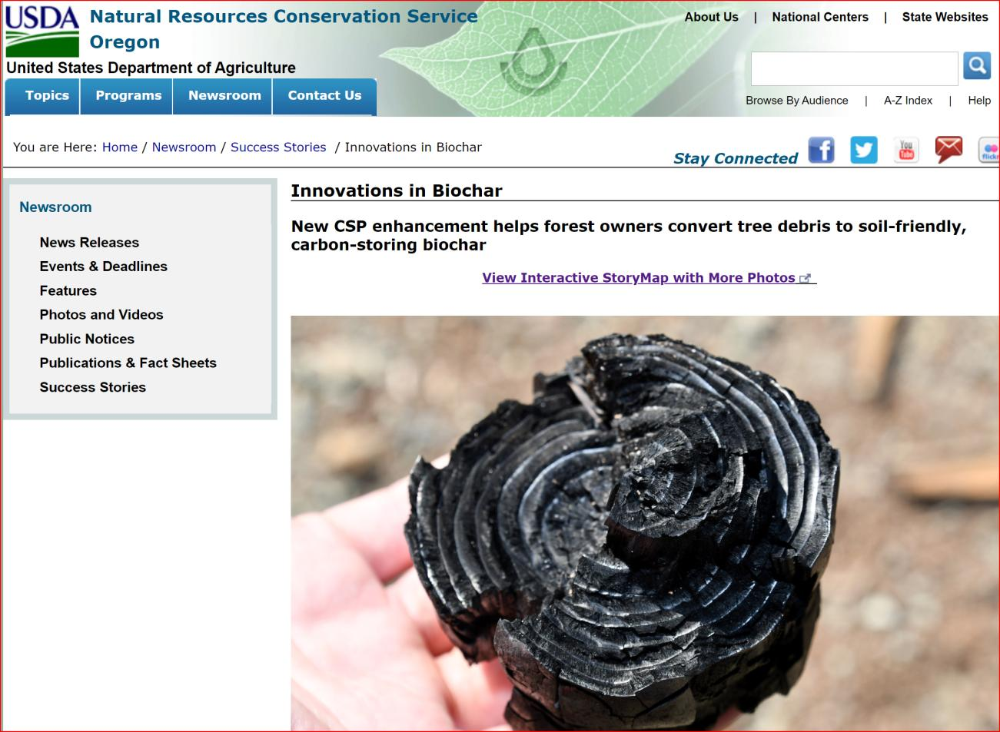 USDA
Natural Resources Conservation Service
Oregon
United States Department of Agriculture
About Us | National Centers | State Websites
Topics Programs Newsroom Contact Us
Browse By Audience | A-Z Index | Help
You are Here: Home / Newsroom / Success Stories / Innovations in Biochar
Stay Connected
f
You
Tube
flickr
Newsroom
News Releases
Events & Deadlines
Features
Photos and Videos
Public Notices
Publications & Fact Sheets
Success Stories
Innovations in Biochar
New CSP enhancement helps forest owners convert tree debris to soil-friendly,
carbon-storing biochar
View Interactive StoryMap with More Photos